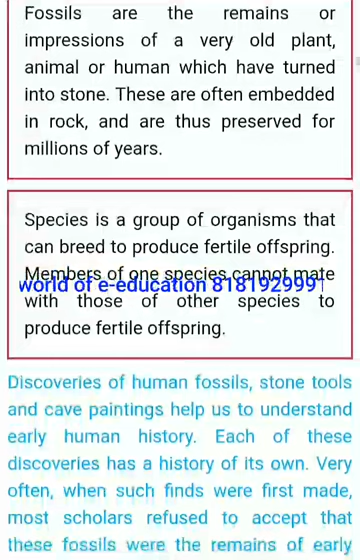 Fossils are the remains or
impressions of a very old plant,
animal or human which have turned
into stone. These are often embedded
in rock, and are thus preserved for
millions of years.
Species is a group of organisms that
can breed to produce fertile offspring.
Members of one species cannot mate
world of e-education 8181929991
with those of other species to
produce fertile offspring.
Discoveries of human fossils, stone tools
and cave paintings help us to understand
early human history. Each of these
discoveries has a history of its own. Very
often, when such finds were first made,
most scholars refused to accept that
these fossils were the remains of early